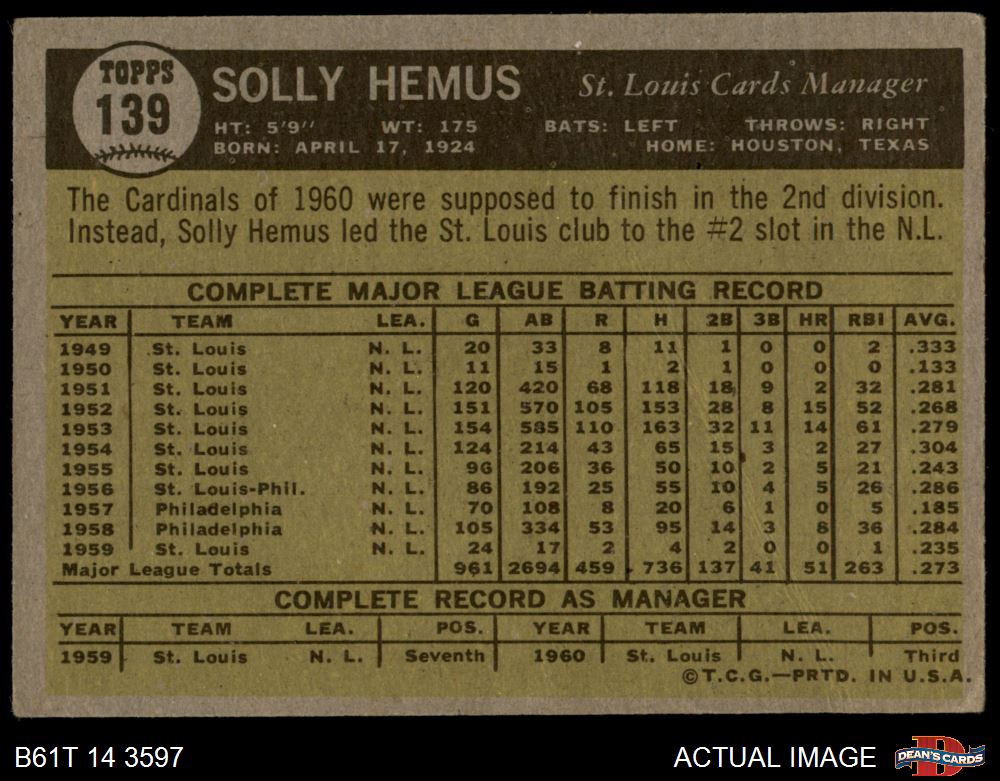 TOPPS
139
SOLLY HEMUS St. Louis Cards Manager
HT: 5'9" WT: 175 BATS: LEFT THROWS: RIGHT
BORN: APRIL 17, 1924 HOME: HOUSTON, TEXAS
The Cardinals of 1960 were supposed to finish in the 2nd division.
Instead, Solly Hemus led the St. Louis club to the #2 slot in the N.L.
COMPLETE MAJOR LEAGUE BATTING RECORD
YEAR TEAM LEA. G AB R H 2B 3B HR RBI AVG.
1949 St. Louis N. L. 20 33 8 11 1 0 0 2 .333
1950 St. Louis N. L. 11 15 1 2 1 0 0 0 .133
1951 St. Louis N. L. 120 420 68 118 18 9 2 32 .281
1952 St. Louis N. L. 151 570 105 153 28 8 15 52 .268
1953 St. Louis N. L. 154 585 110 163 32 11 14 61 .279
1954 St. Louis N. L. 124 214 43 65 15 3 2 27 .304
1955 St. Louis N. L. 96 206 36 50 10 2 5 21 .243
1956 St. Louis-Phil. N. L. 86 192 25 55 10 4 5 26 .286
1957 Philadelphia N. L. 70 108 8 20 6 1 0 5 .185
1958 Philadelphia N. L. 105 334 53 95 14 3 8 36 .284
1959 St. Louis N. L. 24 17 2 4 2 0 0 1 .235
Major League Totals 961 2694 459 736 137 41 51 263 .273
COMPLETE RECORD AS MANAGER
YEAR TEAM LEA. POS. YEAR TEAM LEA. POS.
1959 St. Louis N. L. Seventh 1960 St. Louis N. L. Third
©T.C.G.—PRTD. IN U.S.A.
B61T 14 3597 ACTUAL IMAGE D DEAN'S CARDS